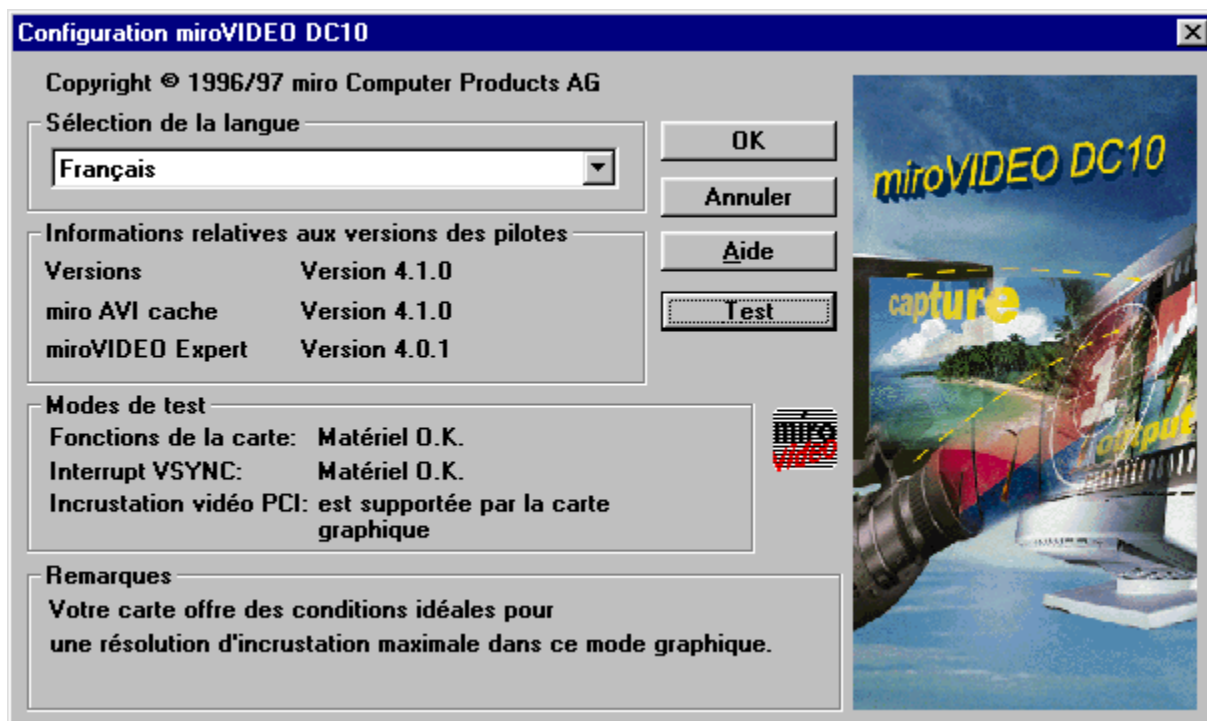 Configuration miroVIDEO DC10
Copyright © 1996/97 miro Computer Products AG
Sélection de la langue
Français
OK
Annuler
Aide
Test
Informations relatives aux versions des pilotes
Versions Version 4.1.0
miro AVI cache Version 4.1.0
miroVIDEO Expert Version 4.0.1
Modes de test
Fonctions de la carte: Matériel O.K.
Interrupt VSYNC: Matériel O.K.
Incrustation vidéo PCI: est supportée par la carte
graphique
miro
VIDEO
Remarques
Votre carte offre des conditions idéales pour
une résolution d'incrustation maximale dans ce mode graphique.
miroVIDEO DC10
capture
1
output